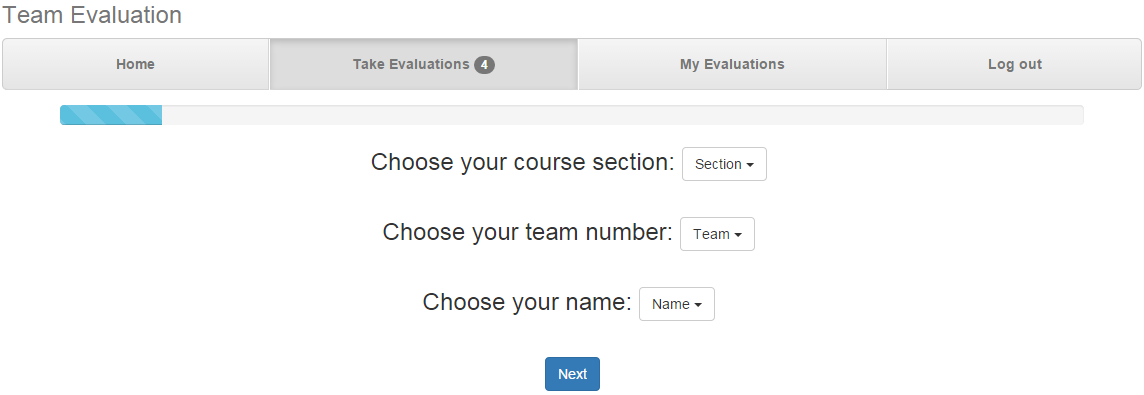 Team Evaluation
Home Take Evaluations 4 My Evaluations Log out
Choose your course section: Section
Choose your team number: Team
Choose your name: Name
Next